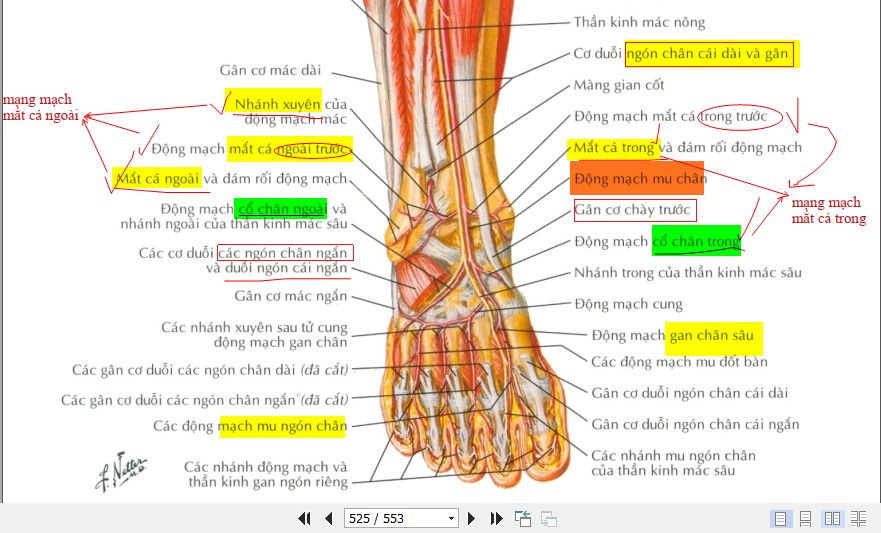 Thần kinh mác nông
Cơ duỗi ngón chân cái dài và gân
Gân cơ mác dài
Màng gian cốt
mạng mạch
mắt cá ngoài
Nhánh xuyên của
động mạch mác
Động mạch mắt cá trong trước
Động mạch mắt cá ngoài trước
Mắt cá trong và đám rối động mạch
Mắt cá ngoài và đám rối động mạch
Động mạch mu chân
mạng mạch
mắt cá trong
Động mạch cổ chân ngoài và
nhánh ngoài của thần kinh mác sâu
Gân cơ chày trước
Động mạch cổ chân trong
Các cơ duỗi các ngón chân ngắn
và duỗi ngón cái ngắn
Nhánh trong của thần kinh mác sâu
Gân cơ mác ngắn
Động mạch cung
Các nhánh xuyên sau từ cung
động mạch gan chân
Động mạch gan chân sâu
Các động mạch mu đốt bàn
Các gân cơ duỗi các ngón chân dài (đã cắt)
Gân cơ duỗi ngón chân cái dài
Các gân cơ duỗi các ngón chân ngắn (đã cắt)
Gân cơ duỗi ngón chân cái ngắn
Các động mạch mu ngón chân
Các nhánh mu ngón chân
của thần kinh mác sâu
Các nhánh động mạch và
thần kinh gan ngón riêng
F. Netter
M.D.
525 / 553